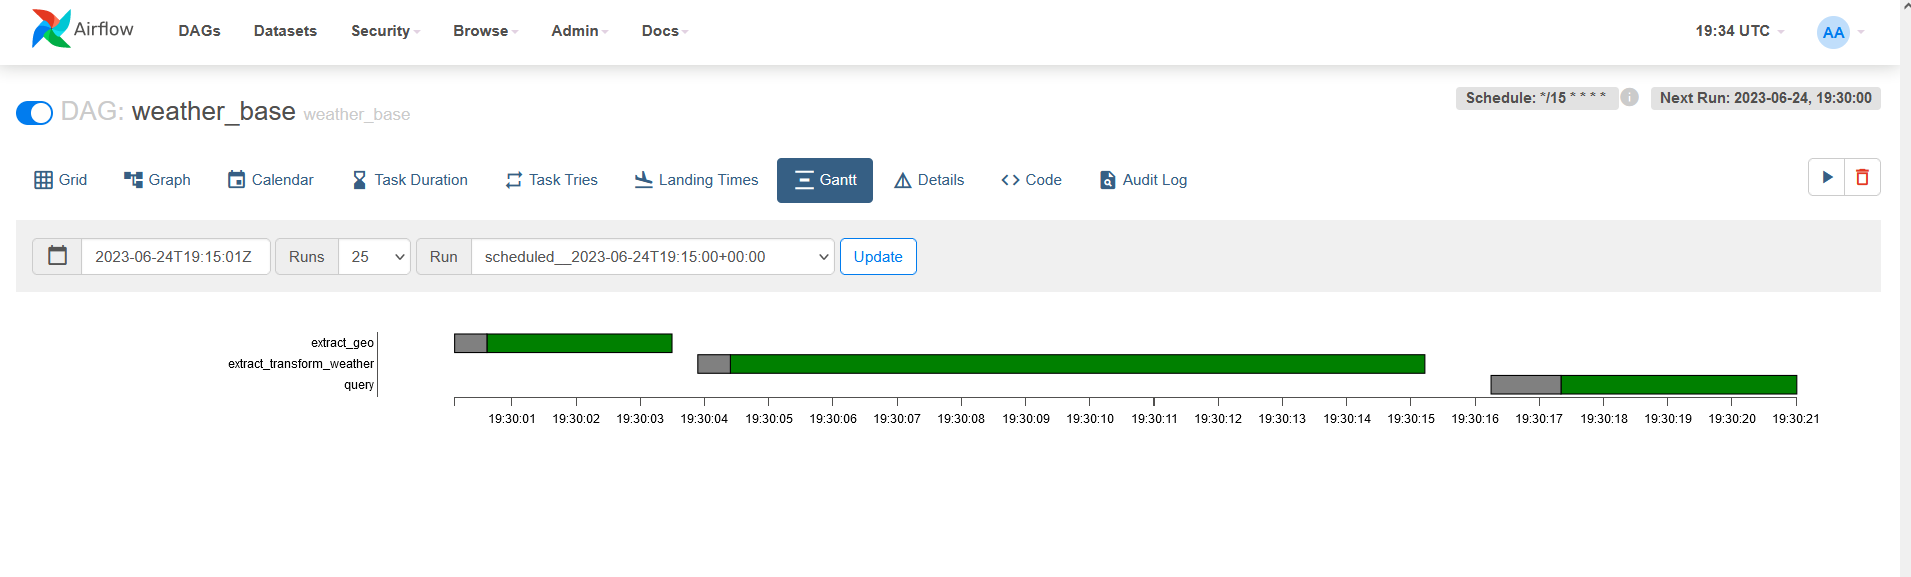 Airflow DAGs Datasets Security Browse Admin Docs 19:34 UTC AA
DAG: weather_base weather_base
Schedule: */15 * * * * i Next Run: 2023-06-24, 19:30:00
Grid Graph Calendar Task Duration Task Tries Landing Times Gantt Details Code Audit Log
2023-06-24T19:15:01Z Runs 25 Run scheduled__2023-06-24T19:15:00+00:00 Update
extract_geo
extract_transform_weather
query
19:30:01 19:30:02 19:30:03 19:30:04 19:30:05 19:30:06 19:30:07 19:30:08 19:30:09 19:30:10 19:30:11 19:30:12 19:30:13 19:30:14 19:30:15 19:30:16 19:30:17 19:30:18 19:30:19 19:30:20 19:30:21